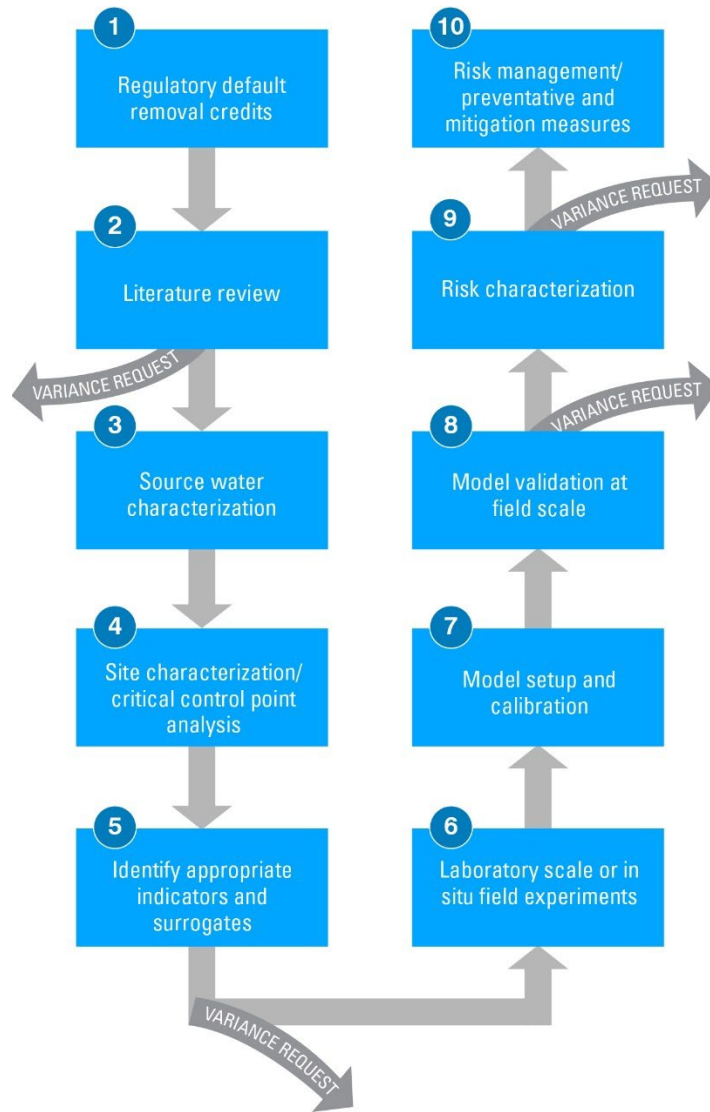 1
Regulatory default
removal credits
2
Literature review
VARIANCE REQUEST
3
Source water
characterization
4
Site characterization/
critical control point
analysis
5
Identify appropriate
indicators and
surrogates
VARIANCE REQUEST
6
Laboratory scale or in
situ field experiments
7
Model setup and
calibration
8
Model validation at
field scale
VARIANCE REQUEST
9
Risk characterization
VARIANCE REQUEST
10
Risk management/
preventative and
mitigation measures